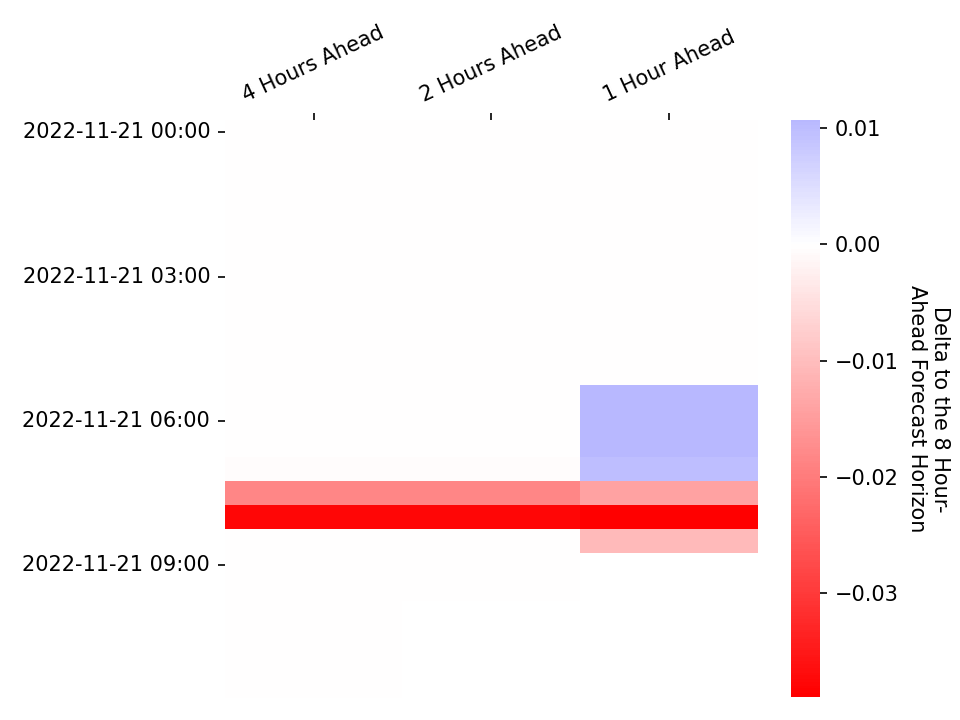 4 Hours Ahead
2 Hours Ahead
1 Hour Ahead
2022-11-21 00:00
2022-11-21 03:00
2022-11-21 06:00
2022-11-21 09:00
0.01
0.00
−0.01
−0.02
−0.03
Delta to the 8 Hour-
Ahead Forecast Horizon